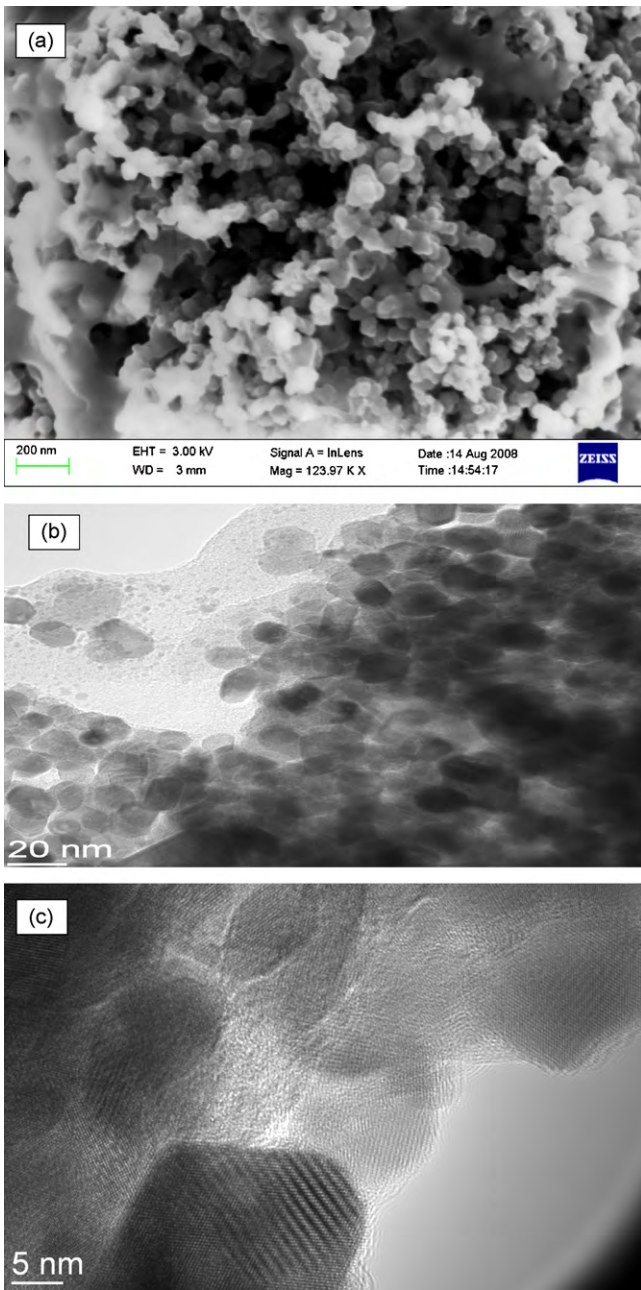 (a)
200 nm
EHT = 3.00 kV
WD = 3 mm
Signal A = InLens
Mag = 123.97 K X
Date :14 Aug 2008
Time :14:54:17
ZEISS
(b)
20 nm
(c)
5 nm